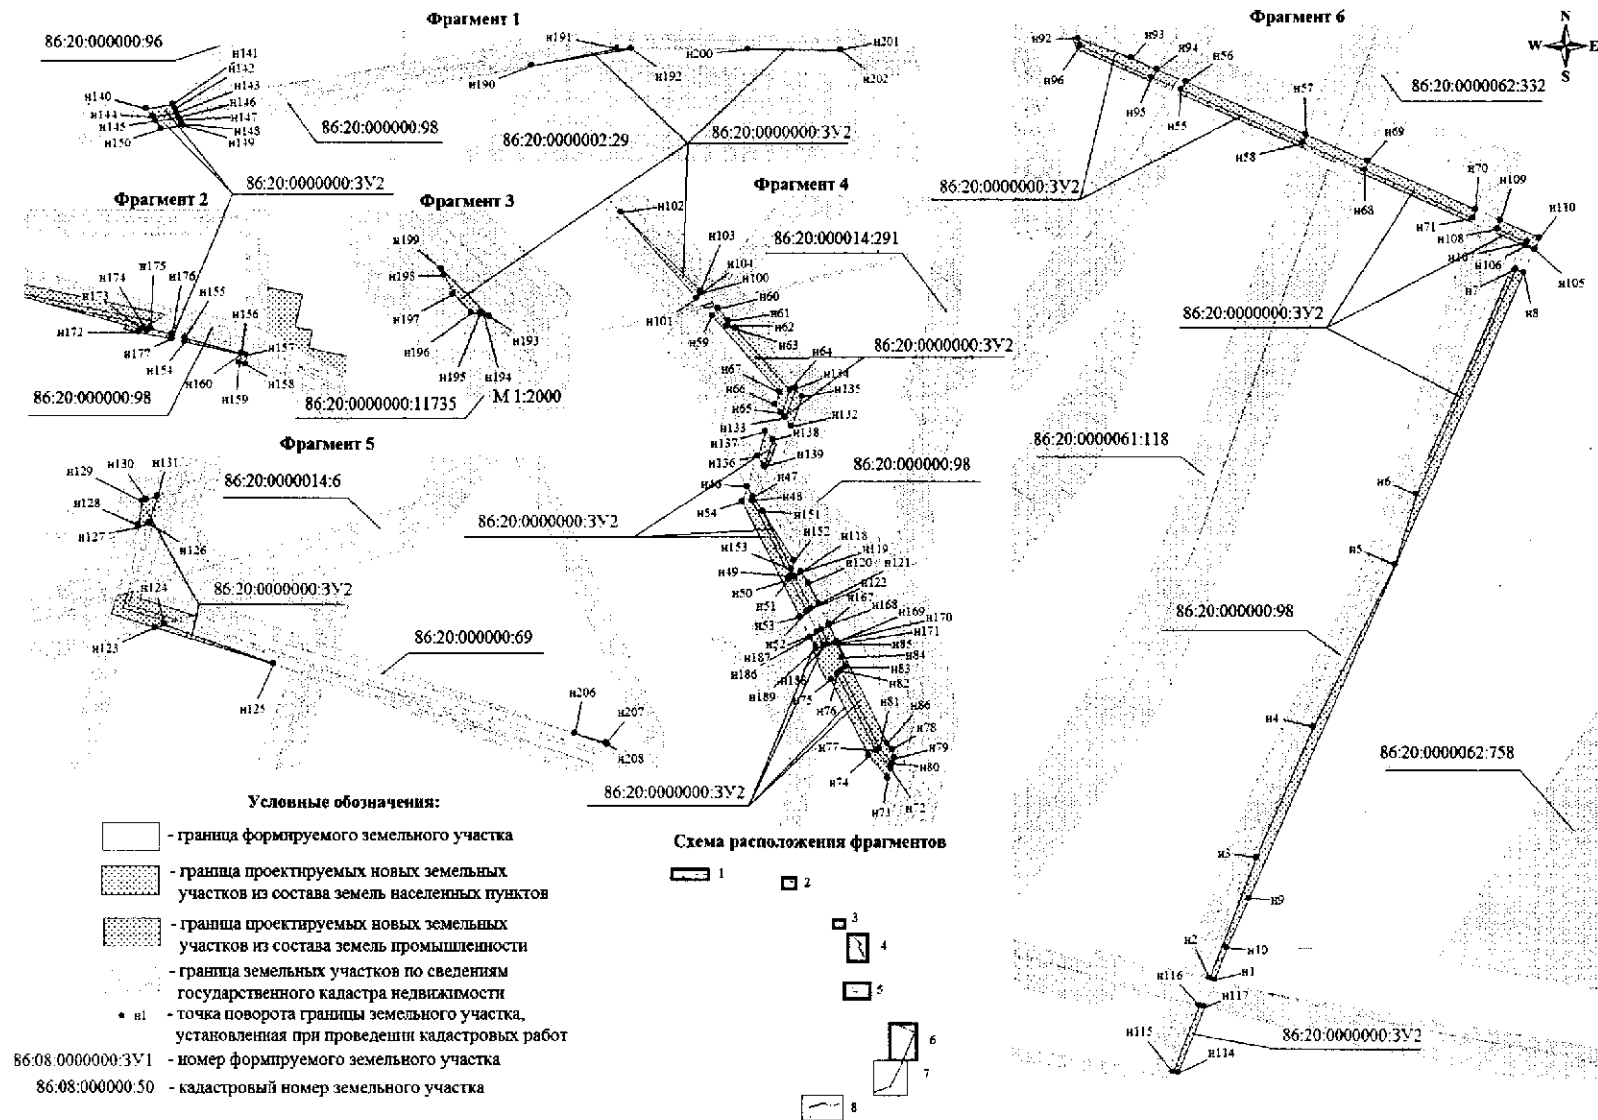 Фрагмент 1
86:20:000000:96
н141
н142
н143
н140
н144
н146
н147
н145
н148
н150
н149
н191
н190
н192
н200
н201
н202
86:20:000000:98
86:20:0000002:29
86:20:0000000:ЗУ2
86:20:0000000:ЗУ2
Фрагмент 2
н174
н175
н176
н155
н173
н156
н172
н157
н177
н154
н160
н158
н159
86:20:000000:98
Фрагмент 3
н199
н198
н197
н196
н193
н195
н194
86:20:0000000:11735
М 1:2000
Фрагмент 4
н102
н103
н104
н100
86:20:000014:291
н101
н60
н61
н59
н62
н63
н64
86:20:0000000:ЗУ2
н67
н134
н66
н135
н65
н133
н132
н137
н138
н136
н139
86:20:000000:98
н46
н47
н48
н54
н151
86:20:0000000:ЗУ2
н152
н118
н153
н119
н49
н120
н121
н50
н122
н51
н167
н53
н168
н169
н52
н170
н187
н171
н186
н85
н84
н188
н83
н189
н82
н75
н76
н81
н86
н78
н77
н79
н74
н80
н73
н72
86:20:0000000:ЗУ2
Фрагмент 5
н129
н130
н131
86:20:0000014:6
н128
н127
н126
н124
86:20:0000000:ЗУ2
н123
86:20:000000:69
н125
н206
н207
н208
Фрагмент 6
N
W
E
S
н92
н93
н94
н56
н96
н95
н55
н57
86:20:0000062:332
н58
н69
86:20:0000000:ЗУ2
н68
н70
н109
н71
н110
н108
н106
н105
н7
н8
86:20:0000000:ЗУ2
86:20:0000061:118
н6
н5
86:20:000000:98
н4
86:20:0000062:758
н3
н9
н2
н10
н1
н116
н117
н115
86:20:0000000:ЗУ2
н114
Условные обозначения:
- граница формируемого земельного участка
- граница проектируемых новых земельных
участков из состава земель населенных пунктов
- граница проектируемых новых земельных
участков из состава земель промышленности
- граница земельных участков по сведениям
государственного кадастра недвижимости
н1 - точка поворота границы земельного участка,
установленная при проведении кадастровых работ
86:08:0000000:ЗУ1 - номер формируемого земельного участка
86:08:000000:50 - кадастровый номер земельного участка
Схема расположения фрагментов
1
2
3
4
5
6
7
8